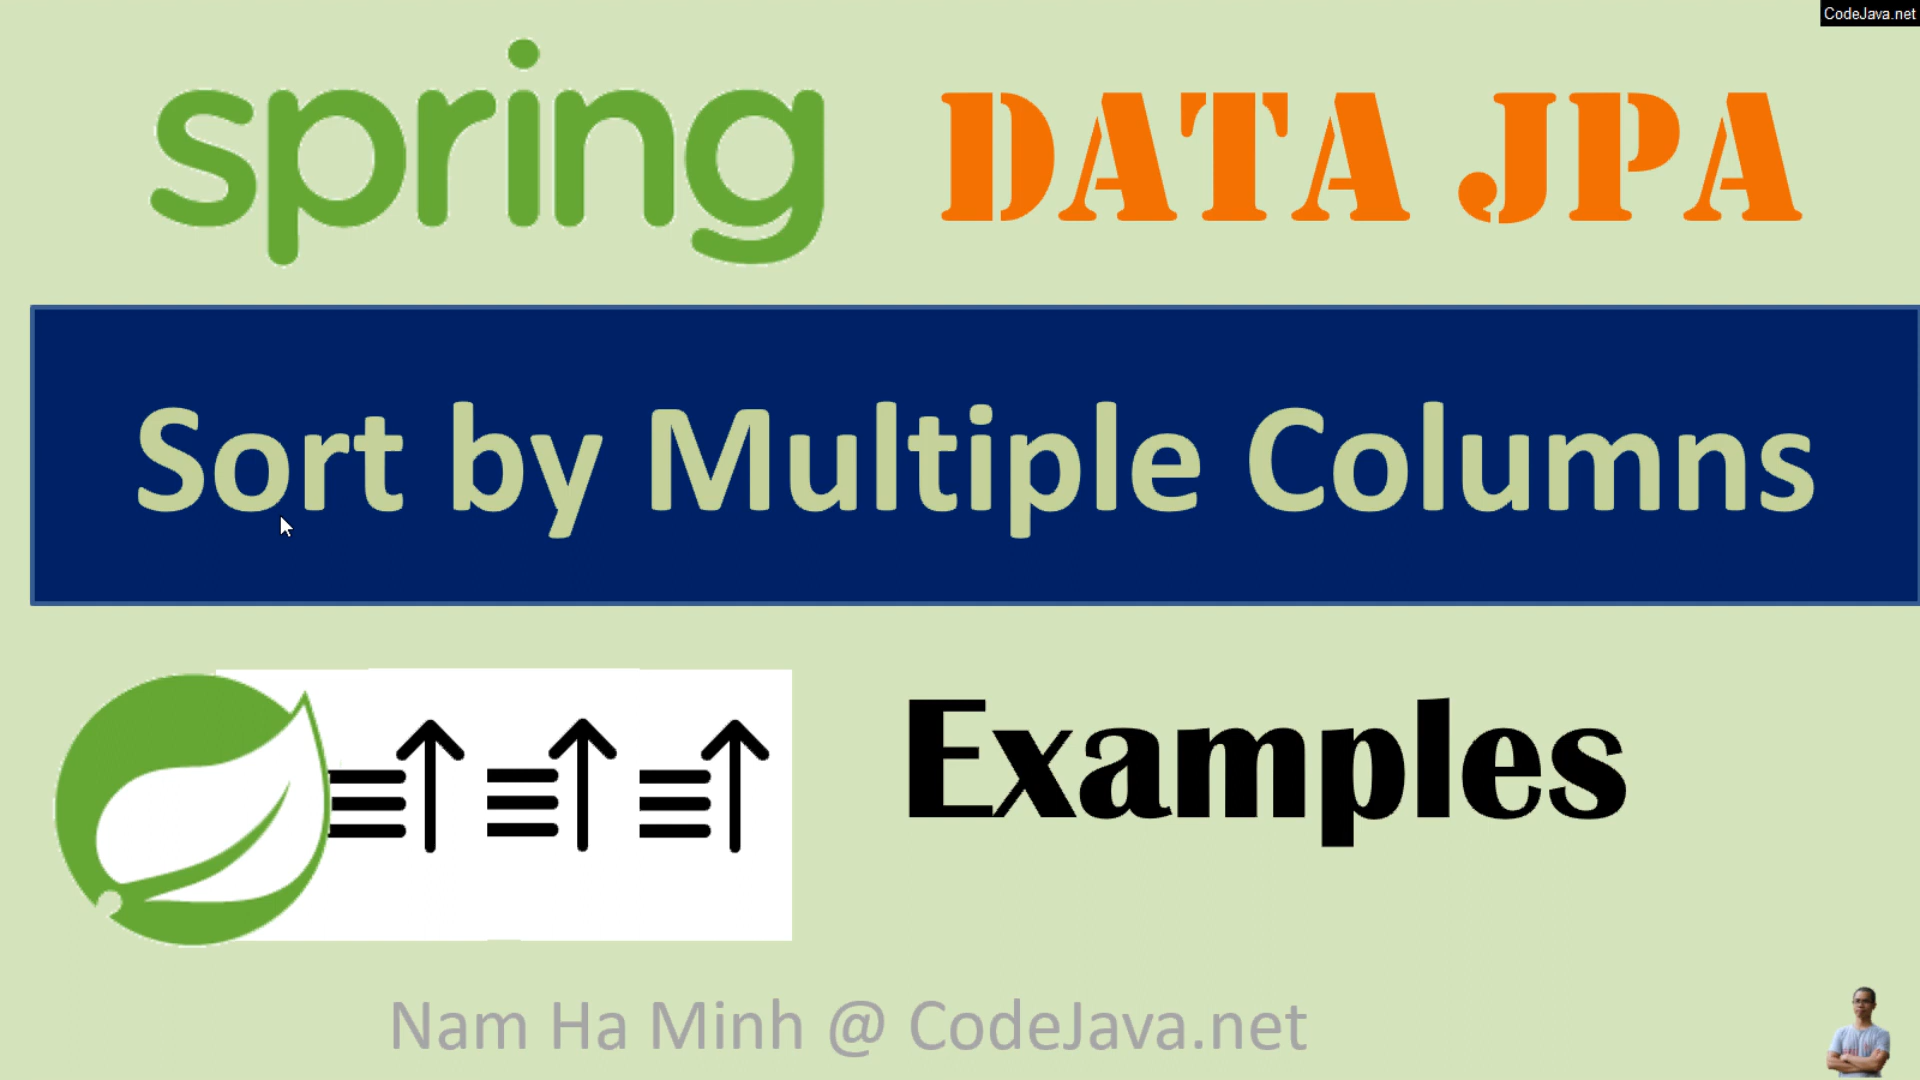 CodeJava.net
spring DATA JPA
Sort by Multiple Columns
Examples
Nam Ha Minh @ CodeJava.net